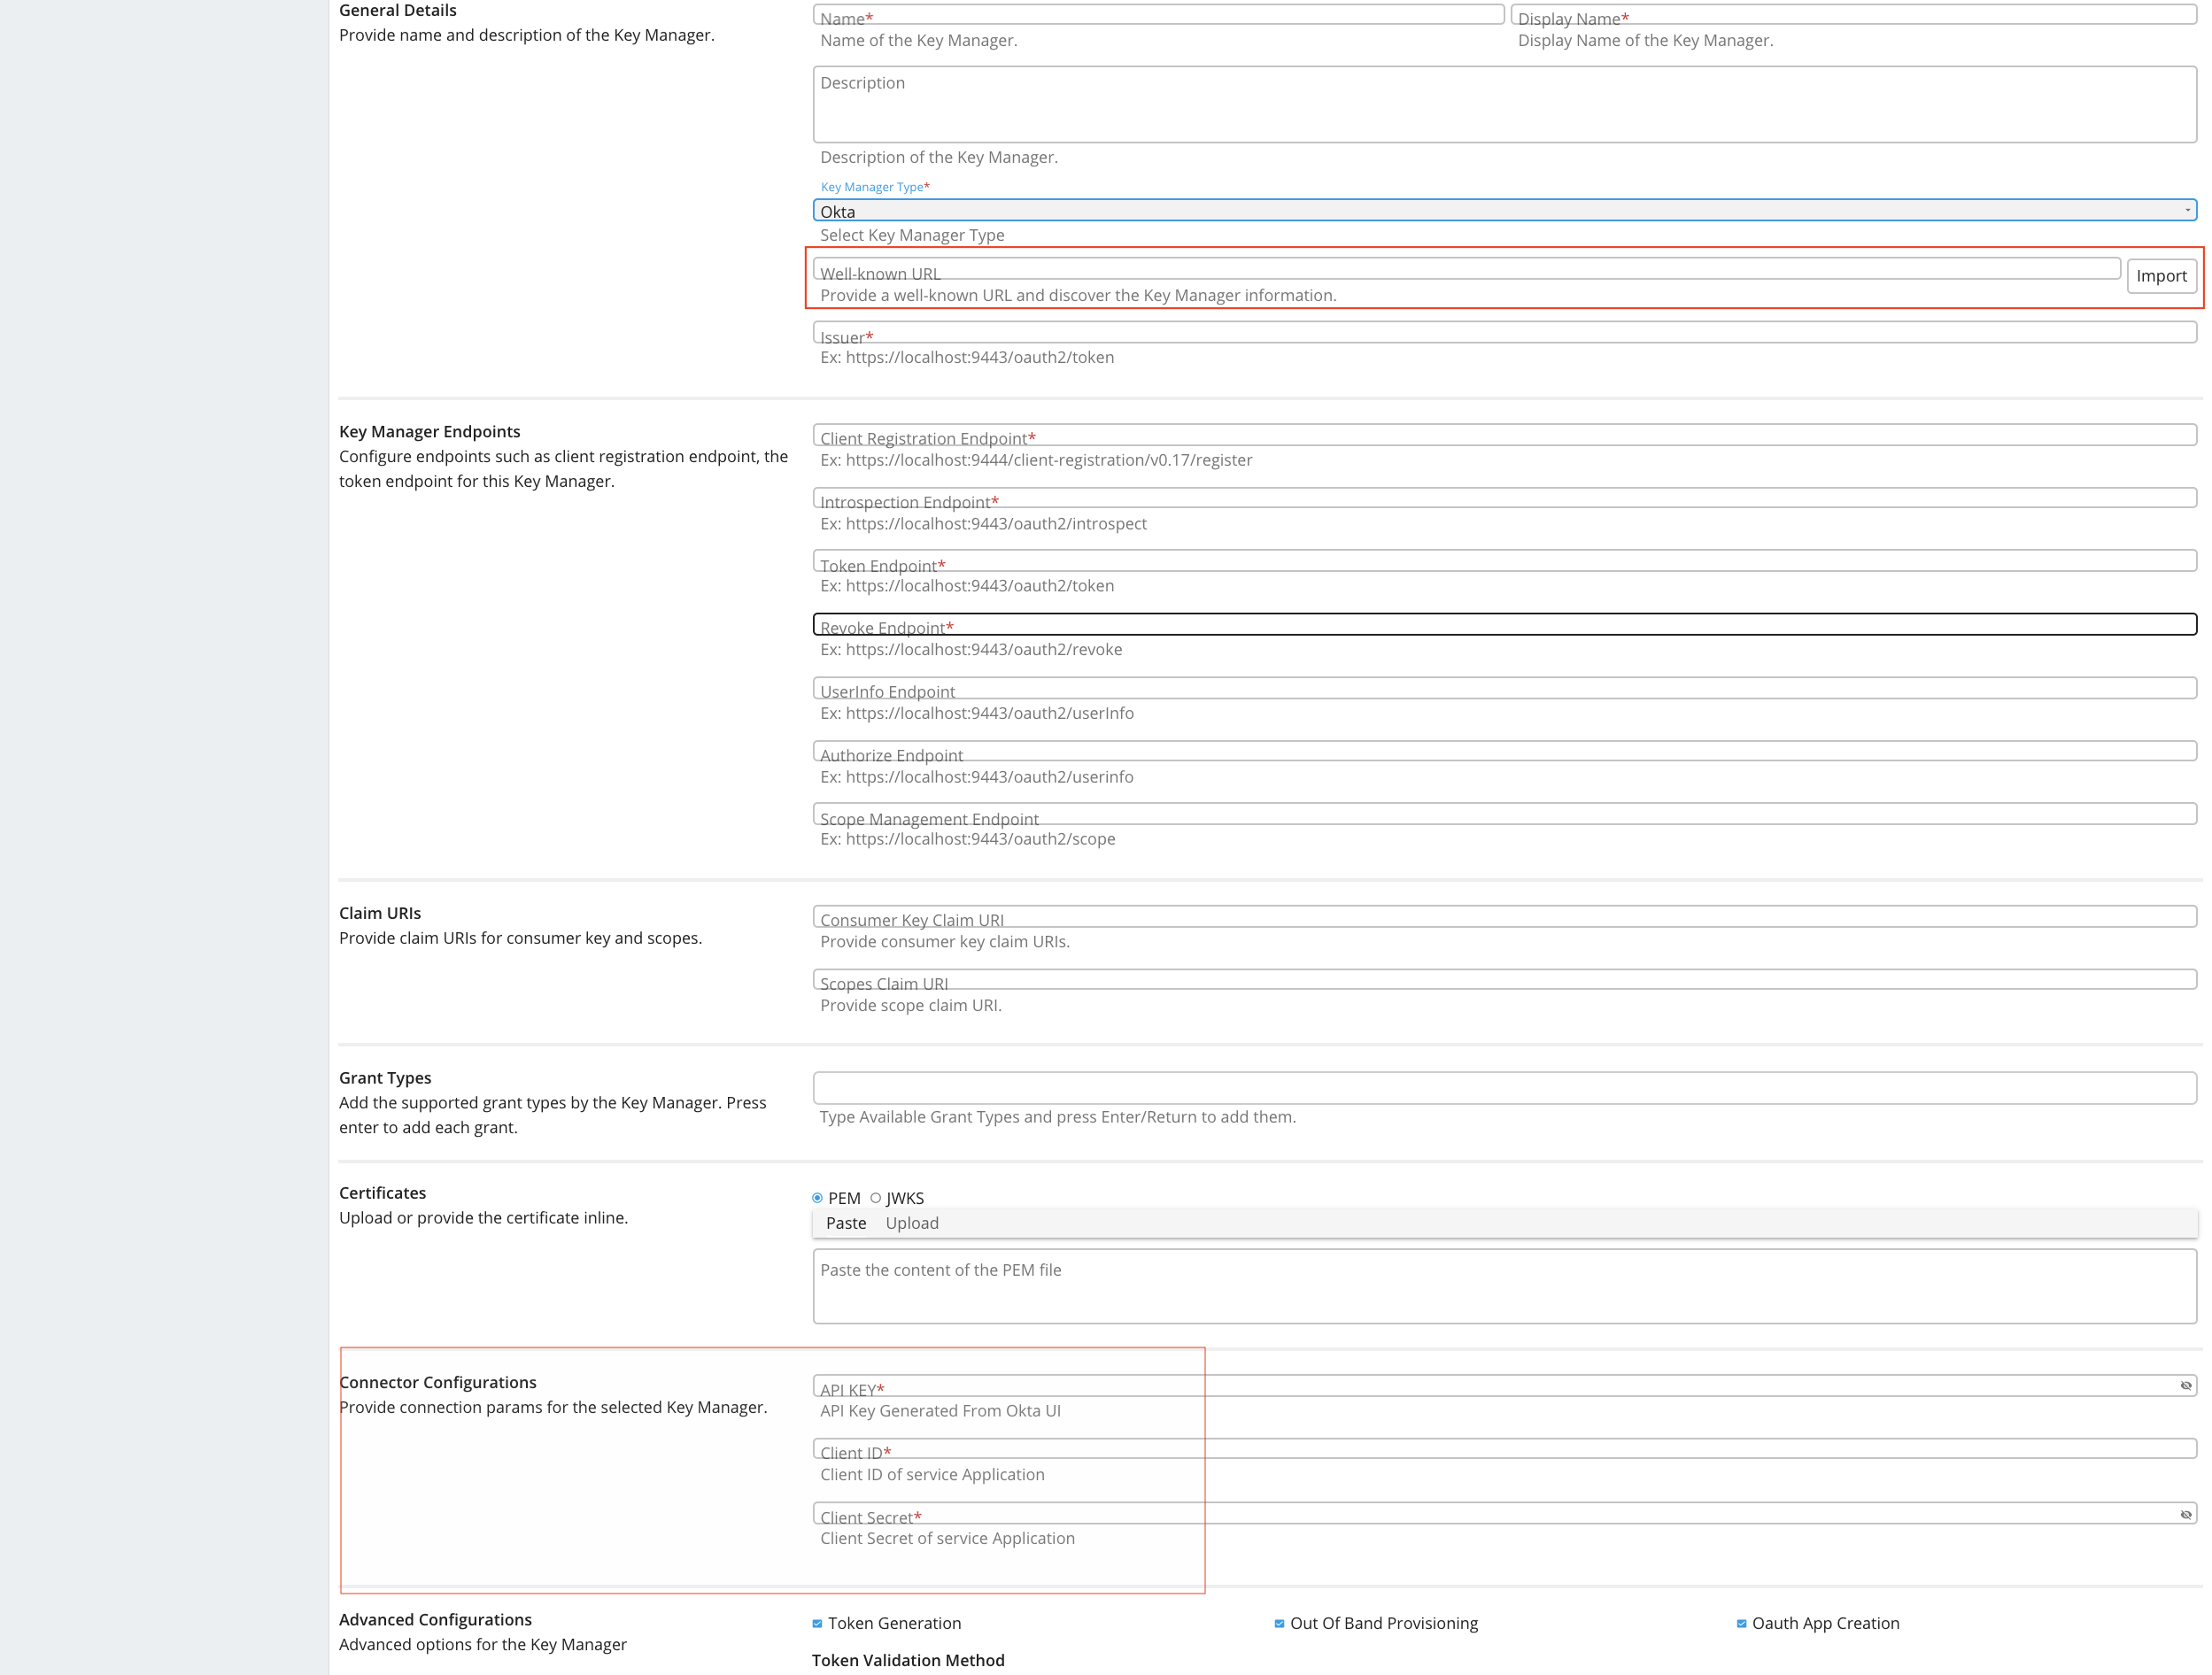 General Details
Provide name and description of the Key Manager.
Name*
Display Name*
Name of the Key Manager.
Display Name of the Key Manager.
Description
Description of the Key Manager.
Key Manager Type*
Okta
Select Key Manager Type
Well-known URL
Import
Provide a well-known URL and discover the Key Manager information.
Issuer*
Ex: https://localhost:9443/oauth2/token
Key Manager Endpoints
Configure endpoints such as client registration endpoint, the
token endpoint for this Key Manager.
Client Registration Endpoint*
Ex: https://localhost:9444/client-registration/v0.17/register
Introspection Endpoint*
Ex: https://localhost:9443/oauth2/introspect
Token Endpoint*
Ex: https://localhost:9443/oauth2/token
Revoke Endpoint*
Ex: https://localhost:9443/oauth2/revoke
UserInfo Endpoint
Ex: https://localhost:9443/oauth2/userInfo
Authorize Endpoint
Ex: https://localhost:9443/oauth2/userinfo
Scope Management Endpoint
Ex: https://localhost:9443/oauth2/scope
Claim URIs
Provide claim URIs for consumer key and scopes.
Consumer Key Claim URI
Provide consumer key claim URIs.
Scopes Claim URI
Provide scope claim URI.
Grant Types
Add the supported grant types by the Key Manager. Press
enter to add each grant.
Type Available Grant Types and press Enter/Return to add them.
Certificates
Upload or provide the certificate inline.
PEM JWKS
Paste Upload
Paste the content of the PEM file
Connector Configurations
Provide connection params for the selected Key Manager.
API KEY*
API Key Generated From Okta UI
Client ID*
Client ID of service Application
Client Secret*
Client Secret of service Application
Advanced Configurations
Advanced options for the Key Manager
Token Generation
Out Of Band Provisioning
Oauth App Creation
Token Validation Method